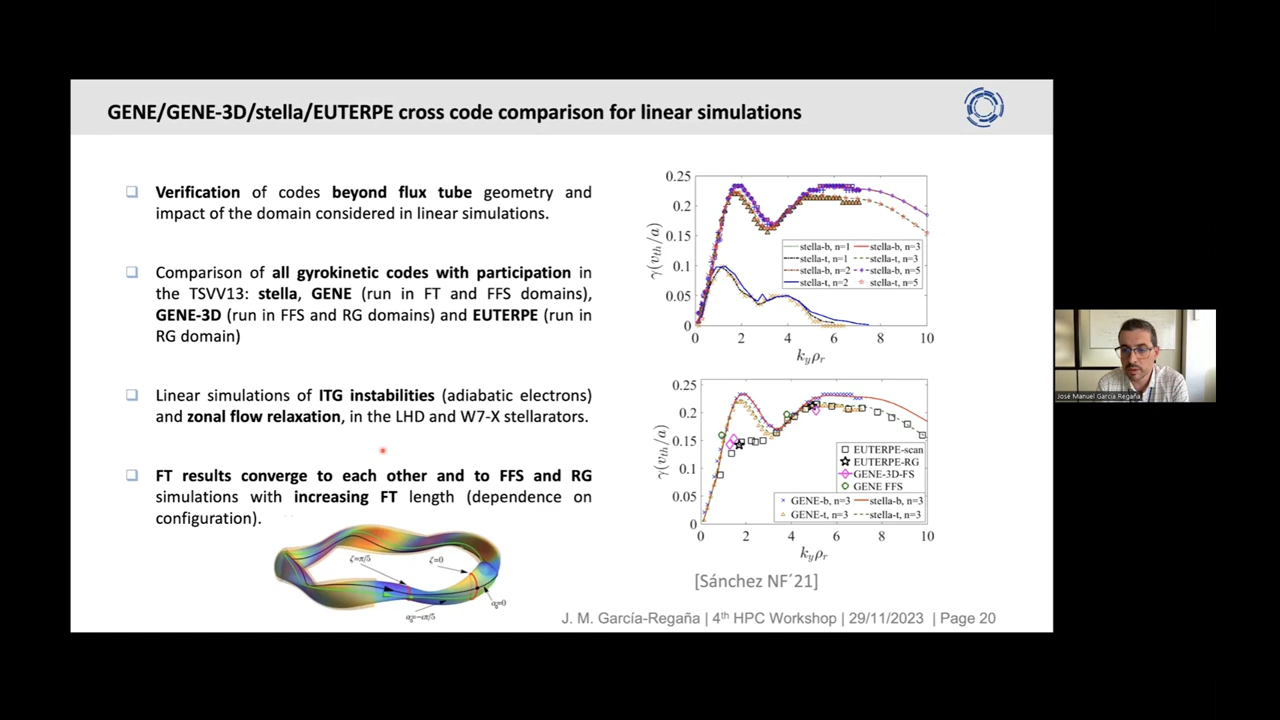 GENE/GENE-3D/stella/EUTERPE cross code comparison for linear simulations
Verification of codes beyond flux tube geometry and
impact of the domain considered in linear simulations.
Comparison of all gyrokinetic codes with participation in
the TSVV13: stella, GENE (run in FT and FFS domains),
GENE-3D (run in FFS and RG domains) and EUTERPE (run in
RG domain)
Linear simulations of ITG instabilities (adiabatic electrons)
and zonal flow relaxation, in the LHD and W7-X stellarators.
FT results converge to each other and to FFS and RG
simulations with increasing FT length (dependence on
configuration).
ζ=π/5
ζ=0
α₀=0
0.25
0.2
0.15
0.1
0.05
0
γ(v_th/a)
stella-b, n=1
stella-b, n=3
stella-t, n=1
stella-t, n=3
stella-b, n=2
stella-b, n=5
stella-t, n=2
stella-t, n=5
0 2 4 6 8 10
k_yρ_r
0.25
0.2
0.15
0.1
0.05
0
γ(v_th/a)
EUTERPE-scan
EUTERPE-RG
GENE-3D-FS
GENE FFS
GENE-b, n=3
stella-b, n=3
GENE-t, n=3
stella-t, n=3
0 2 4 6 8 10
k_yρ_r
[Sánchez NF´21]
J. M. García-Regaña | 4th HPC Workshop | 29/11/2023 | Page 20
José Manuel García Regaña